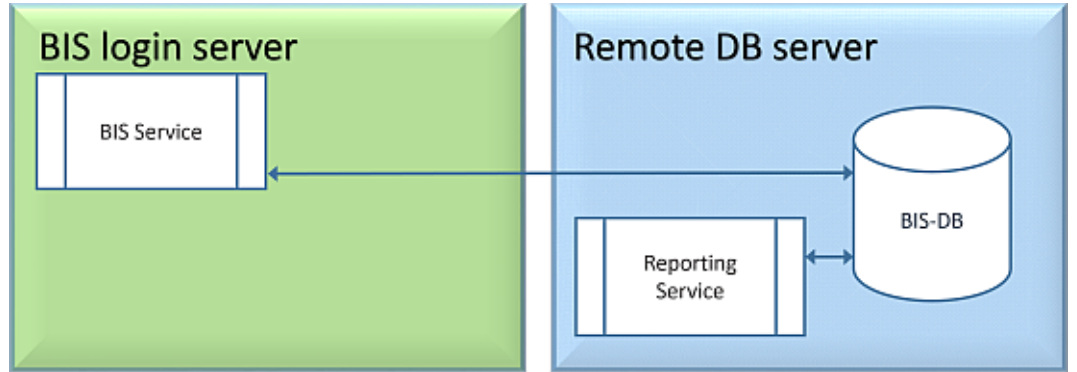 BIS login server
BIS Service
Remote DB server
BIS-DB
Reporting
Service